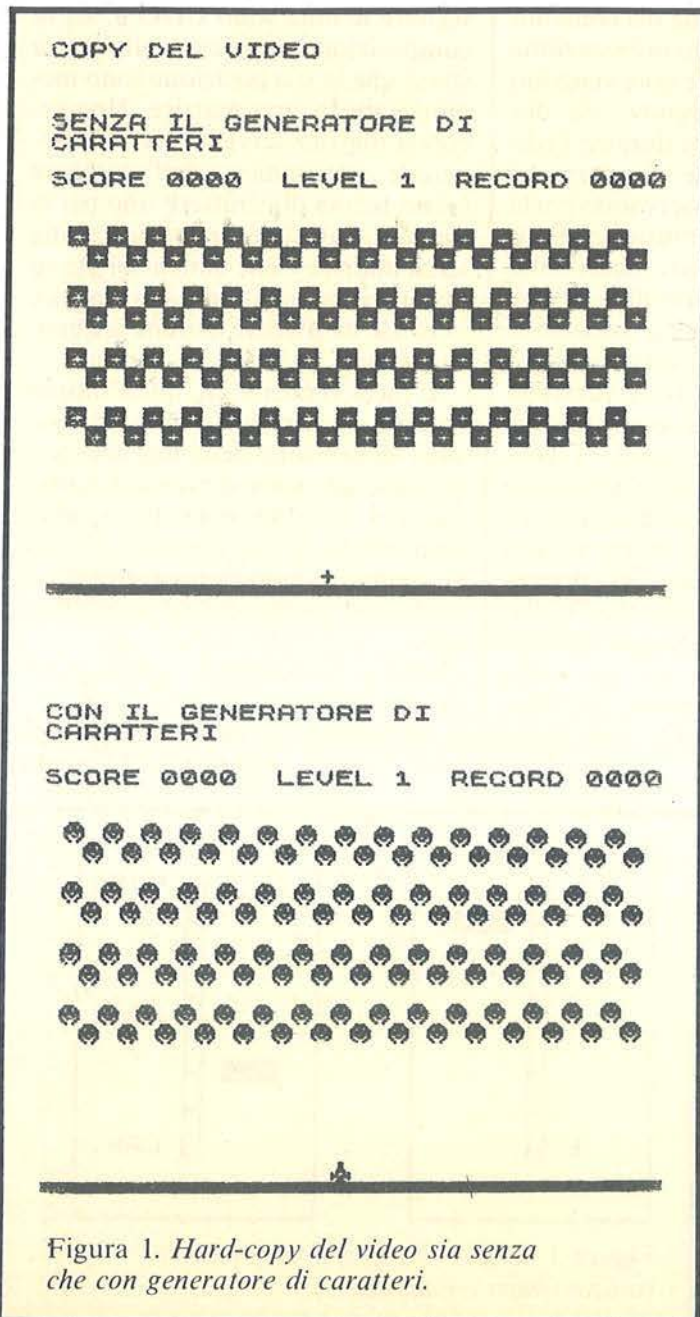 COPY DEL VIDEO
SENZA IL GENERATORE DI
CARATTERI
SCORE 0000 LEVEL 1 RECORD 0000
CON IL GENERATORE DI
CARATTERI
SCORE 0000 LEVEL 1 RECORD 0000
Figura 1. Hard-copy del video sia senza
che con generatore di caratteri.